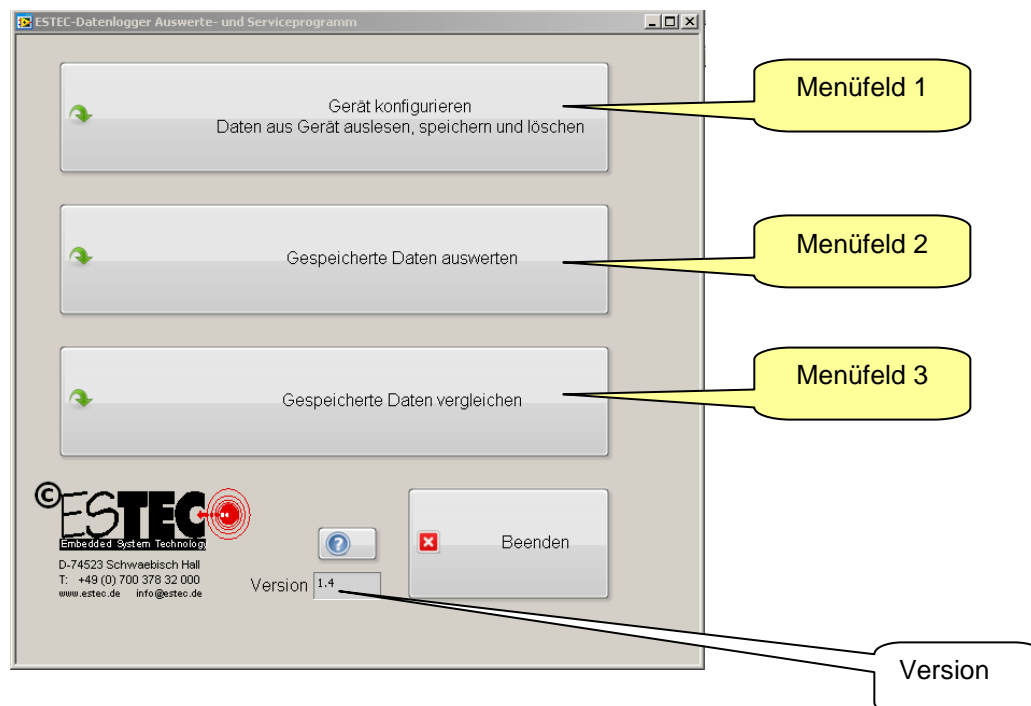 ESTEC-Datenlogger Auswerte- und Serviceprogramm
Gerät konfigurieren
Daten aus Gerät auslesen, speichern und löschen
Menüfeld 1
Gespeicherte Daten auswerten
Menüfeld 2
Gespeicherte Daten vergleichen
Menüfeld 3
© ESTEC
Embedded System Technology
D-74523 Schwaebisch Hall
T: +49 (0) 700 378 32 000
www.estec.de info@estec.de
Beenden
Version 1.4
Version